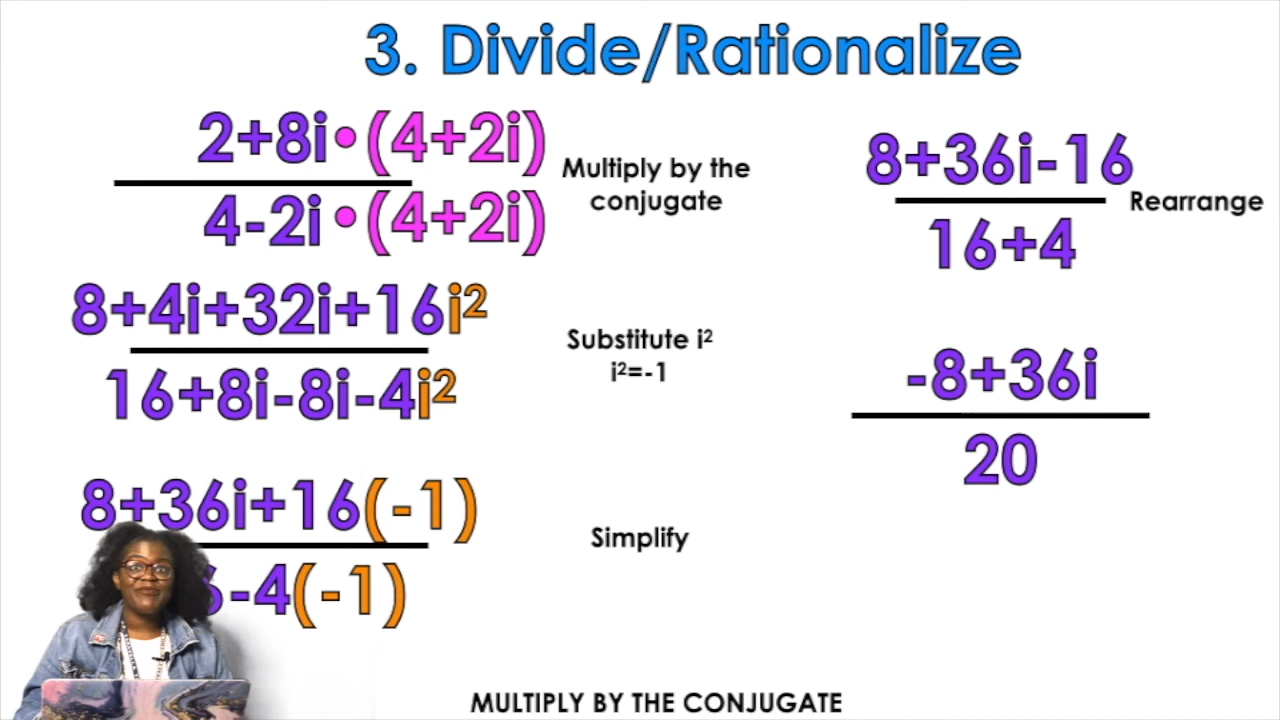 3. Divide/Rationalize
2+8i•(4+2i)
4-2i•(4+2i)
Multiply by the
conjugate
8+4i+32i+16i²
16+8i-8i-4i²
Substitute i²
i²=-1
8+36i+16(-1)
-4(-1)
Simplify
8+36i-16
16+4
Rearrange
-8+36i
20
MULTIPLY BY THE CONJUGATE